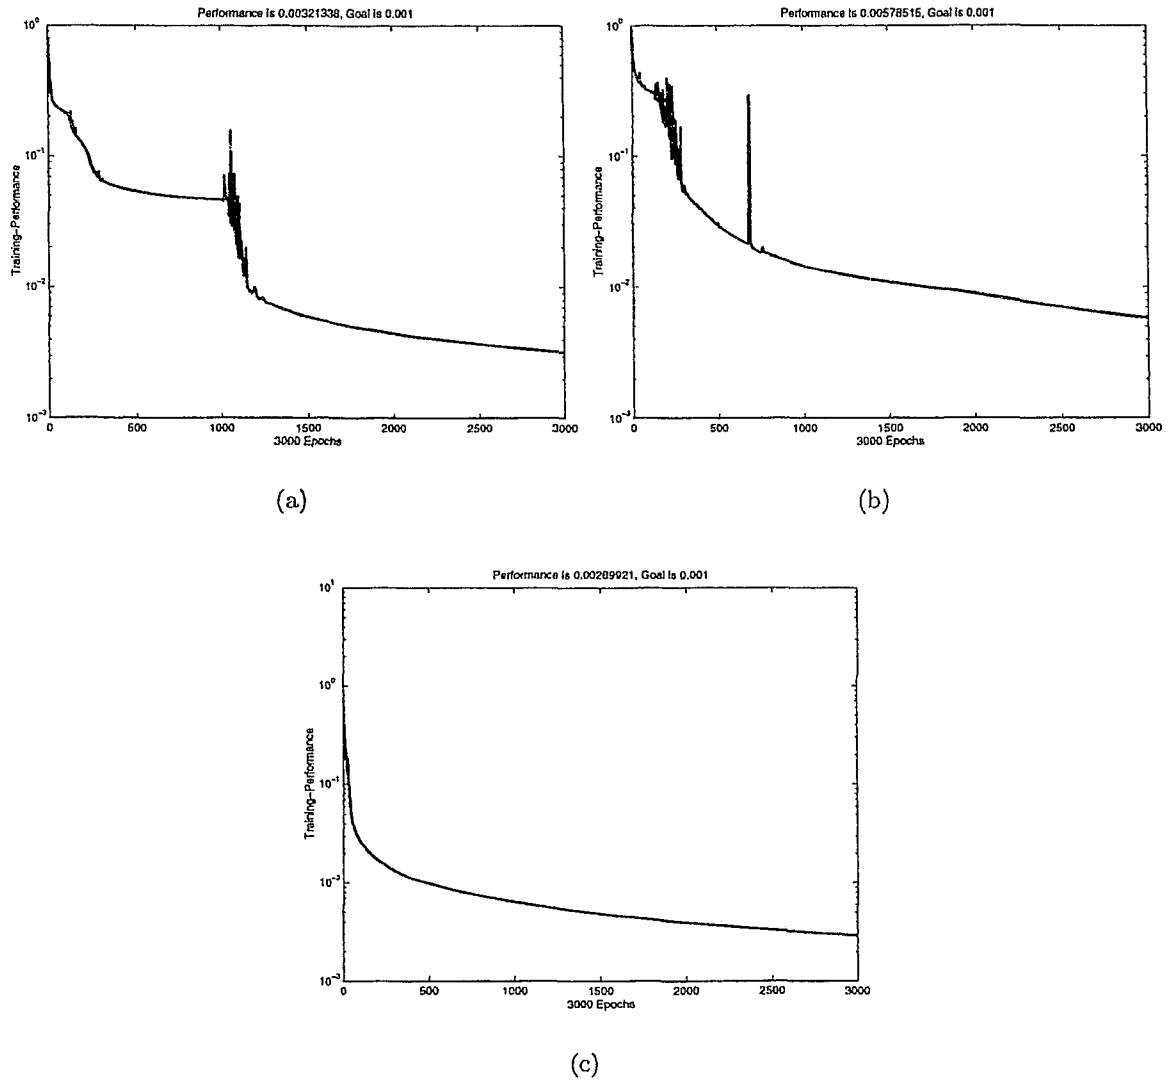 Performance is 0.00321338, Goal is 0.001
10^0
10^-1
10^-2
10^-3
Training-Performance
0 500 1000 1500 2000 2500 3000
3000 Epochs
(a)
Performance is 0.00578515, Goal is 0.001
10^0
10^-1
10^-2
10^-3
Training-Performance
0 500 1000 1500 2000 2500 3000
3000 Epochs
(b)
Performance is 0.00289921, Goal is 0.001
10^1
10^0
10^-1
10^-2
10^-3
Training-Performance
0 500 1000 1500 2000 2500 3000
3000 Epochs
(c)